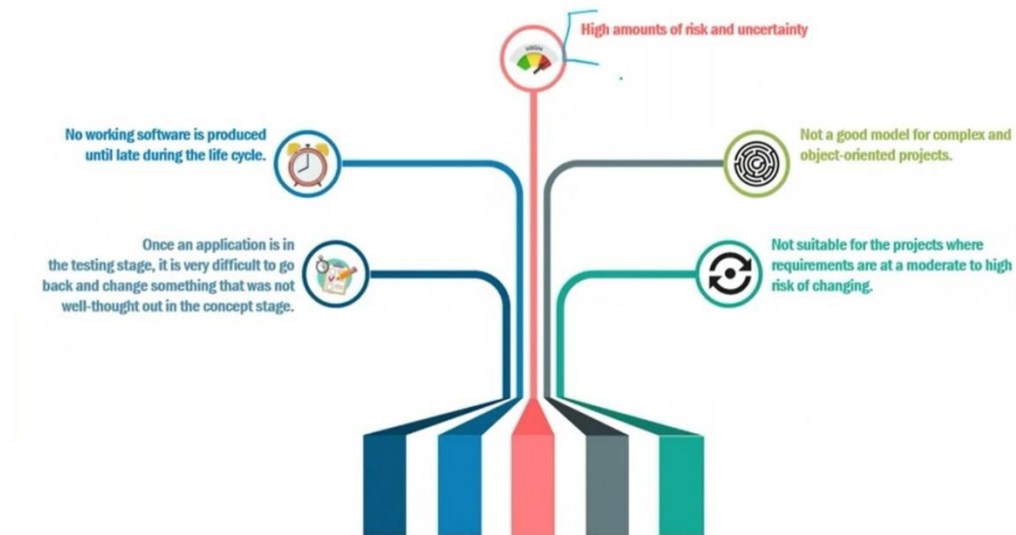 High amounts of risk and uncertainty
No working software is produced
until late during the life cycle.
Not a good model for complex and
object-oriented projects.
Once an application is in
the testing stage, it is very difficult to go
back and change something that was not
well-thought out in the concept stage.
Not suitable for the projects where
requirements are at a moderate to high
risk of changing.
HIGH